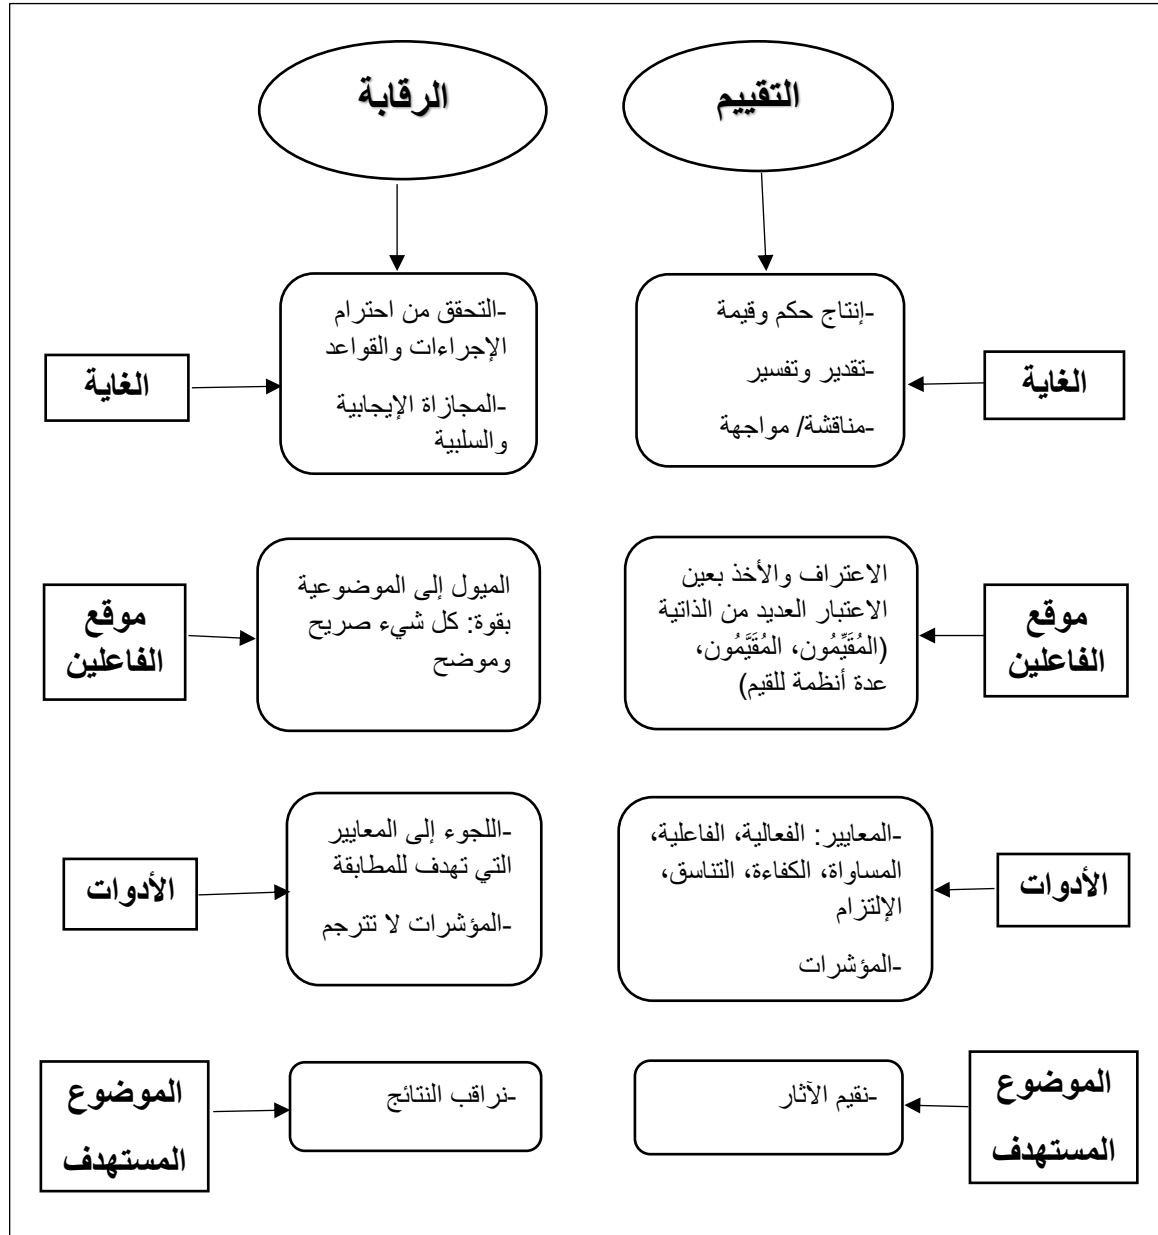 التقييم
الرقابة
الغاية
-إنتاج حكم وقيمة
-تقدير وتفسير
-مناقشة/ مواجهة
-التحقق من احترام
الإجراءات والقواعد
-المجازاة الإيجابية
والسلبية
الغاية
موقع
الفاعلين
الاعتراف والأخذ بعين
الاعتبار العديد من الذاتية
(المُقَيِّمُون، المُقَيَّمُون،
عدة أنظمة للقيم)
الميول إلى الموضوعية
بقوة: كل شيء صريح
وموضح
موقع
الفاعلين
الأدوات
-المعايير: الفعالية، الفاعلية،
المساواة، الكفاءة، التناسق،
الإلتزام
-المؤشرات
-اللجوء إلى المعايير
التي تهدف للمطابقة
-المؤشرات لا تترجم
الأدوات
الموضوع
المستهدف
-نقيم الآثار
-نراقب النتائج
الموضوع
المستهدف